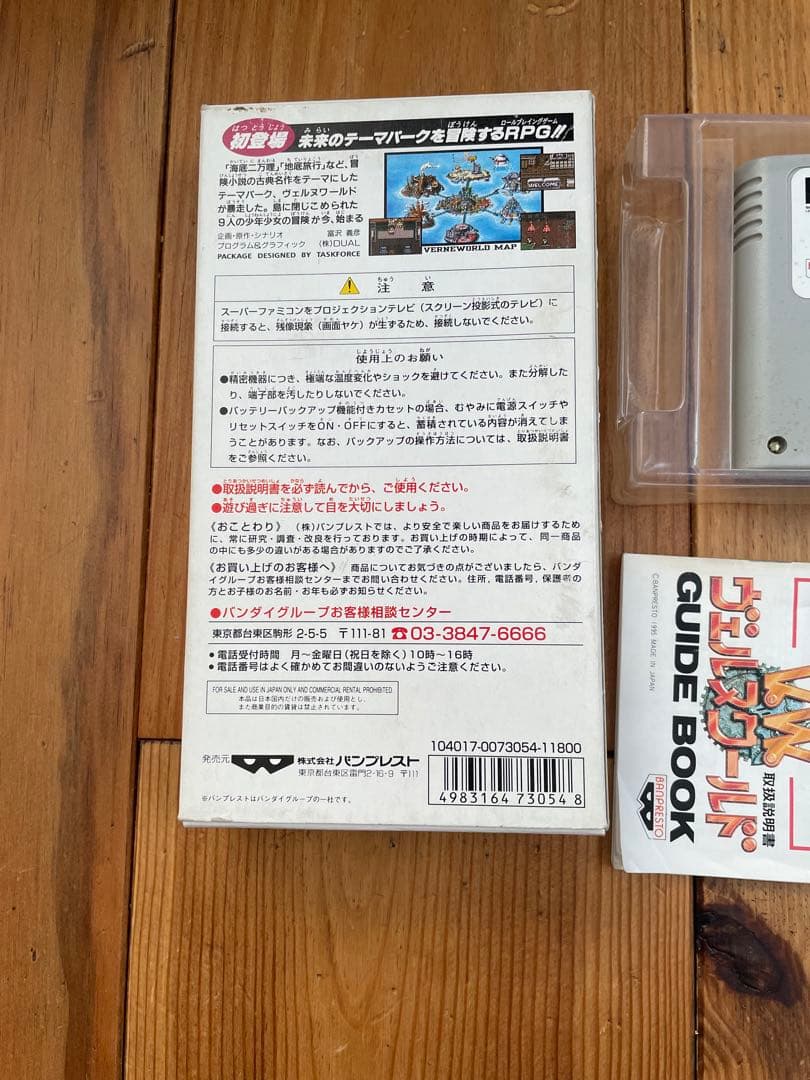 初登場 未来のテーマパークを冒険するRPG!!
はつとうじょう みらい ぼうけん ロールプレイングゲーム
「海底二万哩」「地底旅行」など、冒
険小説の古典名作をテーマにした
テーマパーク、ヴェルヌワールド
が暴走した。島に閉じこめられた
9人の少年少女の冒険が今、始まる
企画・原作・シナリオ 富沢 義彦
プログラム&グラフィック (株)DUAL
PACKAGE DESIGNED BY TASKFORCE
WELCOME
VERNEWORLD MAP
注意
ちゅう い
スーパーファミコンをプロジェクションテレビ(スクリーン投影式のテレビ)に
接続すると、残像現象(画面ヤケ)が生ずるため、接続しないでください。
使用上のお願い
しようじょう ねが
●精密機器につき、極端な温度変化やショックを避けてください。また分解した
り、端子部を汚したりしないでください。
●バッテリーバックアップ機能付きカセットの場合、むやみに電源スイッチや
リセットスイッチをON・OFFにすると、蓄積されている内容が消えてしま
うことがあります。なお、バックアップの操作方法については、取扱説明書
をご参照ください。
●取扱説明書を必ず読んでから、ご使用ください。
●遊び過ぎに注意して目を大切にしましょう。
《おことわり》 (株)バンプレストでは、より安全で楽しい商品をお届けするため
に、常に研究・調査・改良を行っております。お買い上げの時期によって、同一商品
の中にも多少の違いがある場合がありますのでご了承ください。
《お買い上げのお客様へ》 商品についてお気づきの点がございましたら、バンダ
イグループお客様相談センターまでお問い合わせください。住所,電話番号,保護者の
方とお子様のお名前・お年も必ずお知らせください。
●バンダイグループお客様相談センター
東京都台東区駒形 2-5-5 〒111-81 ☎03-3847-6666
●電話受付時間 月〜金曜日(祝日を除く)10時〜16時
●電話番号はよく確かめてお間違いのないようご注意ください。
FOR SALE AND USE IN JAPAN ONLY AND COMMERCIAL RENTAL PROHIBITED.
本品は日本国内だけの販売および使用とし、
また商業目的の賃貸は禁止されています。
発売元 株式会社 バンプレスト
東京都台東区雷門2-16-9 〒111
※バンプレストはバンダイグループの一社です。
104017-0073054-11800
4983164 73054 8
©BANPRESTO 1995 MADE IN JAPAN
GUIDE BOOK
ヴェルヌワールド
VW
取扱説明書
BANPRESTO